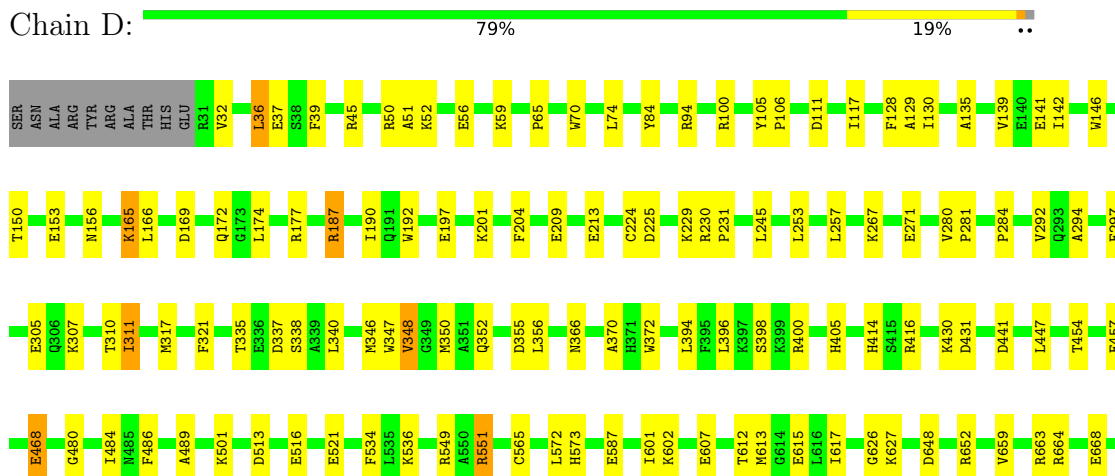 Chain D:
79% 19% ••
SER ASN ALA ARG TYR ARG ALA THR HIS GLU R31 V32 L36 E37 S38 F39 R45 R50 A51 K52 E56 K59 P65 W70 L74 Y84 R94 R100 Y105 P106 D111 I117 F128 A129 I130 A135 V139 E140 E141 I142 W146
T150 E153 N156 K165 L166 D169 Q172 G173 L174 R177 R187 I190 Q191 W192 E197 K201 F204 E209 E213 C224 D225 K229 R230 P231 L245 L253 L257 K267 E271 V280 P281 P284 V292 Q293 A294
E305 Q306 K307 T310 I311 M317 F321 T335 E336 D337 S338 A339 L340 M346 W347 V348 G349 M350 A351 Q352 D355 L356 N366 A370 H371 W372 L394 F395 L396 K397 S398 K399 R400 H405 H414 S415 R416 K430 D431 D441 L447 T454
E468 G480 I484 N485 F486 A489 K501 D513 E516 E521 F534 L535 K536 R549 A550 R551 C565 L572 H573 E587 I601 K602 E607 T612 M613 G614 E615 L616 I617 G626 K627 D648 R652 V659 R663 R664 E668